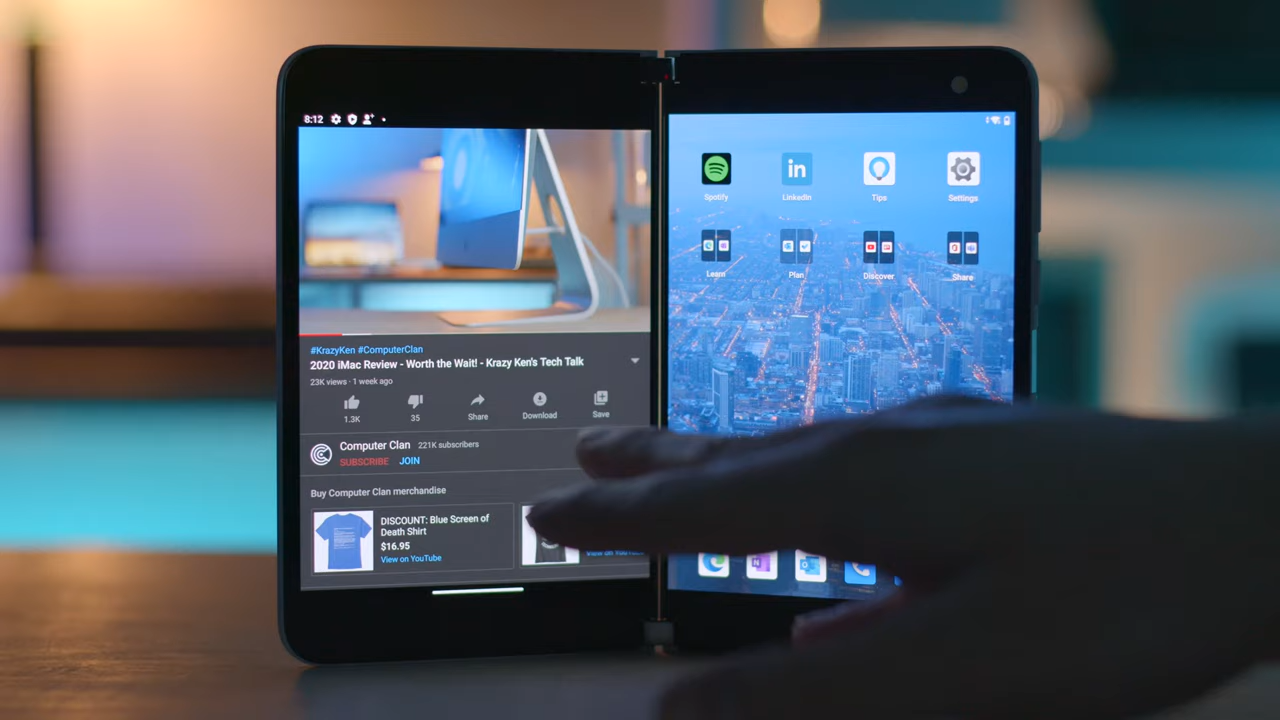 8:12
#KrazyKen #ComputerClan
2020 iMac Review - Worth the Wait! - Krazy Ken's Tech Talk
23K views · 1 week ago
1.3K
35
Share
Download
Save
Computer Clan 221K subscribers
SUBSCRIBE JOIN
Buy Computer Clan merchandise
DISCOUNT: Blue Screen of
Death Shirt
$16.95
View on YouTube
Spotify
in
LinkedIn
Tips
Settings
Learn
Plan
Discover
Share